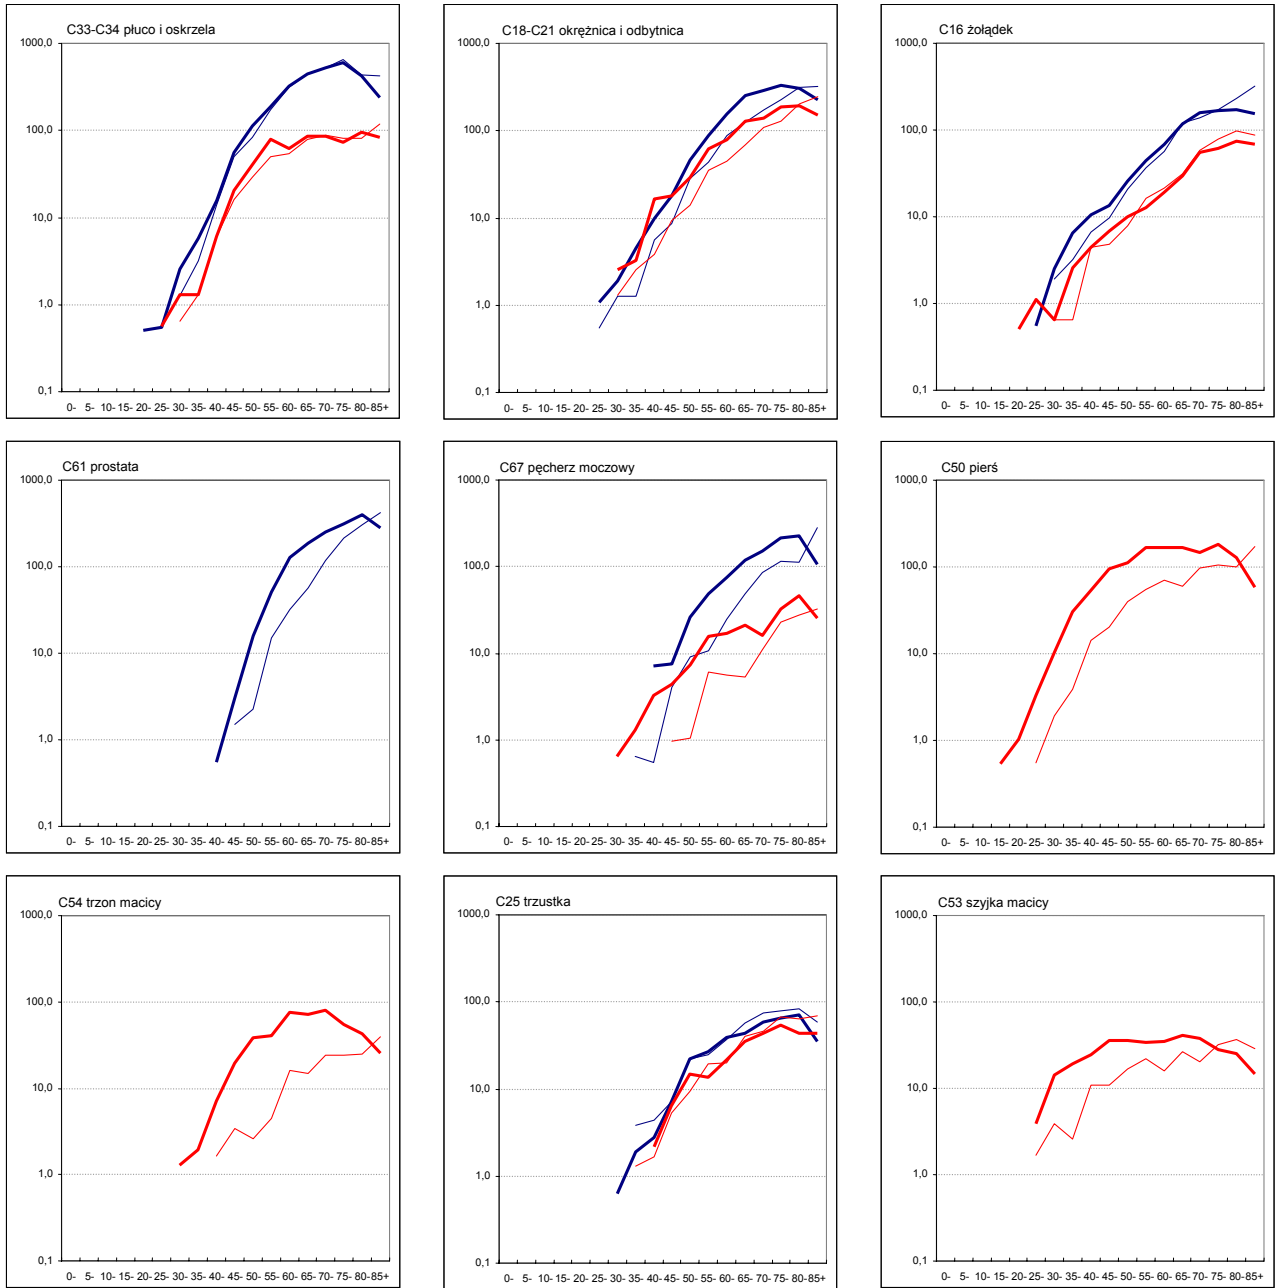 C33-C34 płuco i oskrzela
1000,0
100,0
10,0
1,0
0,1
0- 5- 10- 15- 20- 25- 30- 35- 40- 45- 50- 55- 60- 65- 70- 75- 80- 85+
C18-C21 okrężnica i odbytnica
1000,0
100,0
10,0
1,0
0,1
0- 5- 10- 15- 20- 25- 30- 35- 40- 45- 50- 55- 60- 65- 70- 75- 80- 85+
C16 żołądek
1000,0
100,0
10,0
1,0
0,1
0- 5- 10- 15- 20- 25- 30- 35- 40- 45- 50- 55- 60- 65- 70- 75- 80- 85+
C61 prostata
1000,0
100,0
10,0
1,0
0,1
0- 5- 10- 15- 20- 25- 30- 35- 40- 45- 50- 55- 60- 65- 70- 75- 80- 85+
C67 pęcherz moczowy
1000,0
100,0
10,0
1,0
0,1
0- 5- 10- 15- 20- 25- 30- 35- 40- 45- 50- 55- 60- 65- 70- 75- 80- 85+
C50 pierś
1000,0
100,0
10,0
1,0
0,1
0- 5- 10- 15- 20- 25- 30- 35- 40- 45- 50- 55- 60- 65- 70- 75- 80- 85+
C54 trzon macicy
1000,0
100,0
10,0
1,0
0,1
0- 5- 10- 15- 20- 25- 30- 35- 40- 45- 50- 55- 60- 65- 70- 75- 80- 85+
C25 trzustka
1000,0
100,0
10,0
1,0
0,1
0- 5- 10- 15- 20- 25- 30- 35- 40- 45- 50- 55- 60- 65- 70- 75- 80- 85+
C53 szyjka macicy
1000,0
100,0
10,0
1,0
0,1
0- 5- 10- 15- 20- 25- 30- 35- 40- 45- 50- 55- 60- 65- 70- 75- 80- 85+